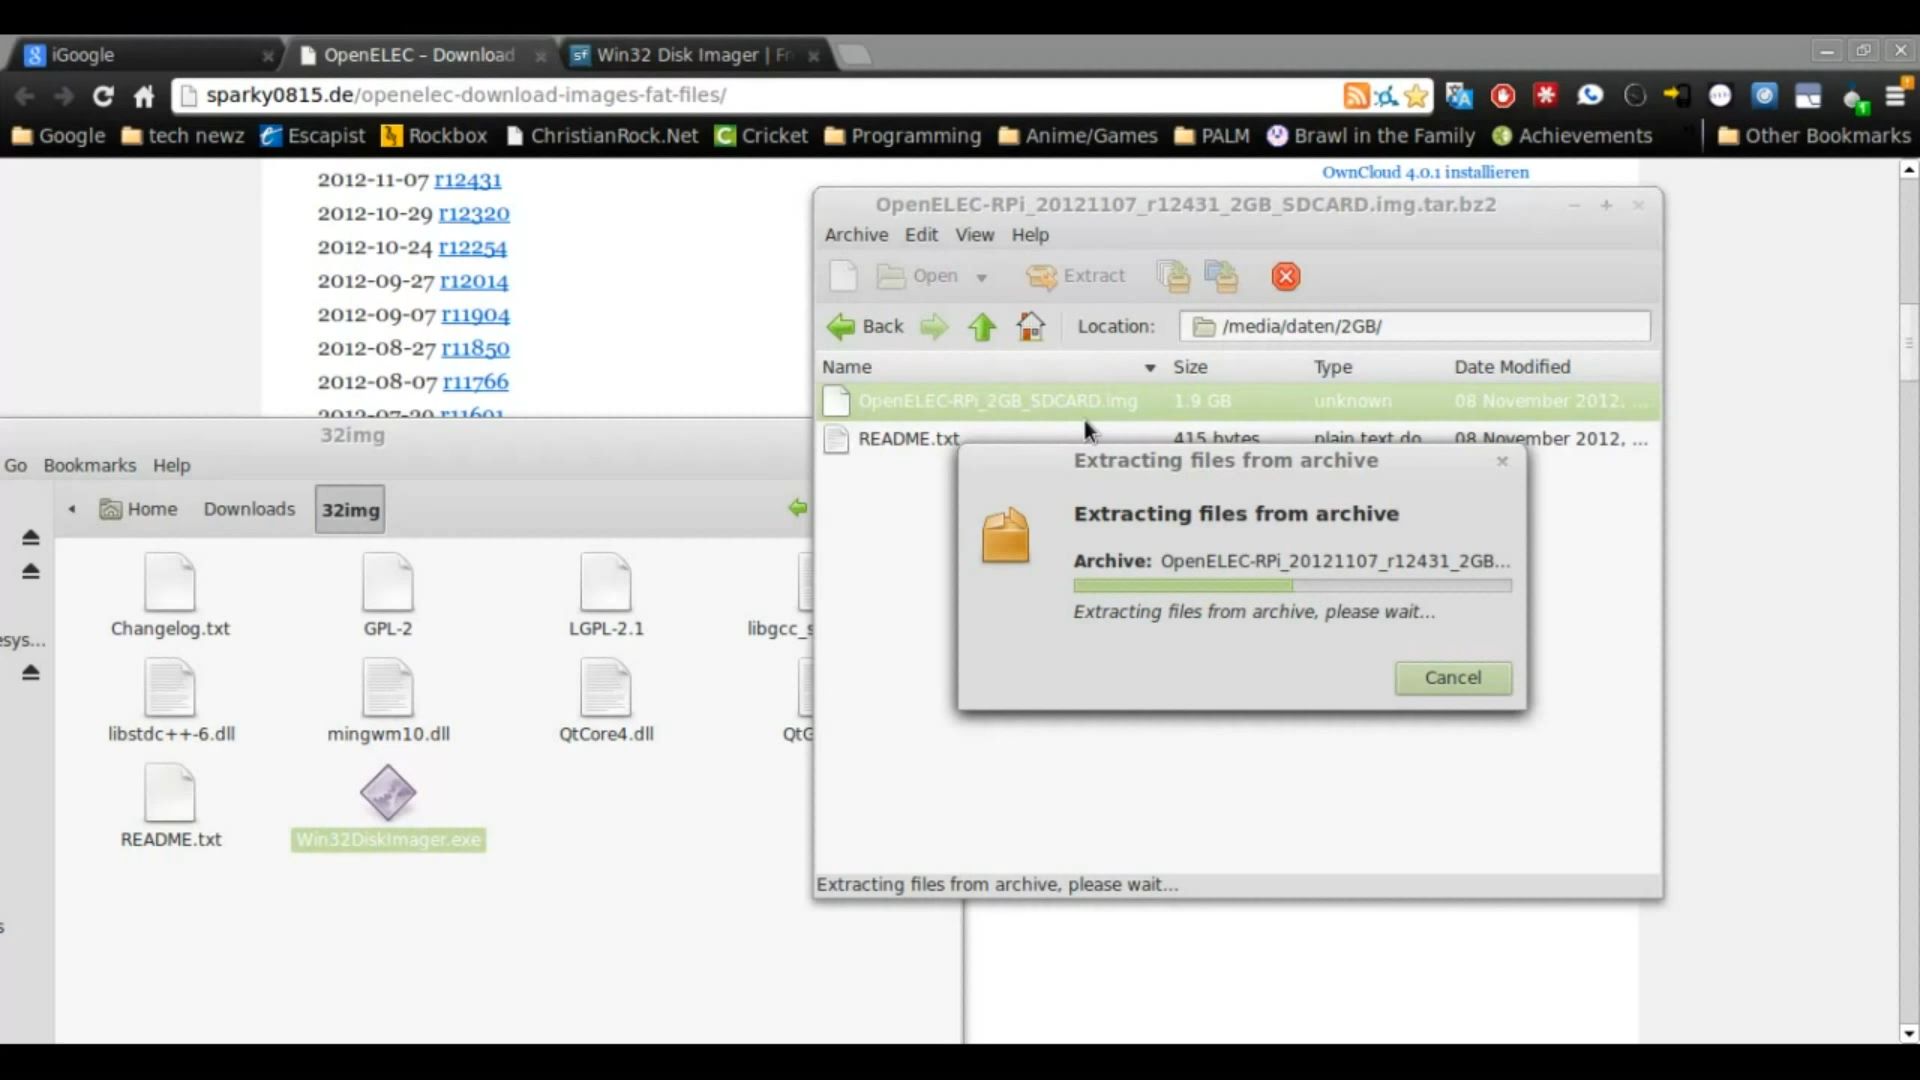 iGoogle
OpenELEC – Download
Win32 Disk Imager | Fr
sparky0815.de/openelec-download-images-fat-files/
Google
tech newz
Escapist
Rockbox
ChristianRock.Net
Cricket
Programming
Anime/Games
PALM
Brawl in the Family
Achievements
Other Bookmarks
2012-11-07 r12431
2012-10-29 r12320
2012-10-24 r12254
2012-09-27 r12014
2012-09-07 r11904
2012-08-27 r11850
2012-08-07 r11766
OwnCloud 4.0.1 installieren
OpenELEC-RPi_20121107_r12431_2GB_SDCARD.img.tar.bz2
Archive Edit View Help
Open
Extract
Back
Location: /media/daten/2GB/
Name Size Type Date Modified
OpenELEC-RPi_2GB_SDCARD.img 1.9 GB unknown 08 November 2012, ...
README.txt 415 bytes plain text do 08 November 2012, ...
Extracting files from archive
Extracting files from archive
Archive: OpenELEC-RPi_20121107_r12431_2GB...
Extracting files from archive, please wait...
Cancel
Extracting files from archive, please wait...
32img
Go Bookmarks Help
Home Downloads 32img
esys...
Changelog.txt
GPL-2
LGPL-2.1
libgcc_s
libstdc++-6.dll
mingwm10.dll
QtCore4.dll
QtG
README.txt
Win32DiskImager.exe